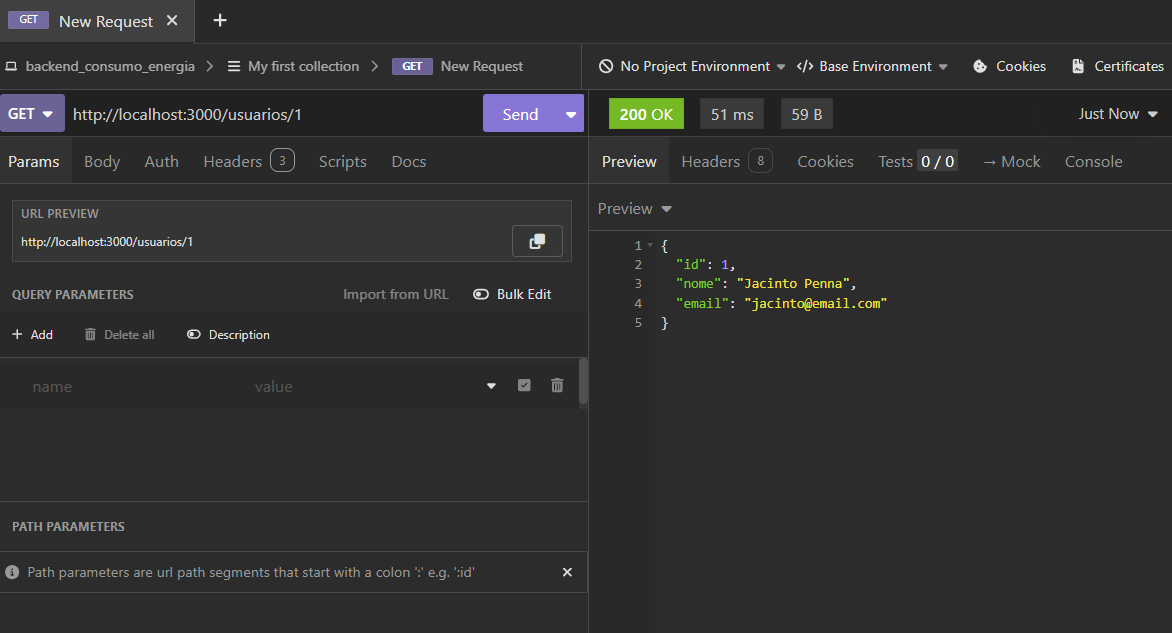 GET New Request
backend_consumo_energia My first collection GET New Request
No Project Environment </> Base Environment Cookies Certificates
GET http://localhost:3000/usuarios/1 Send
200 OK 51 ms 59 B Just Now
Params Body Auth Headers 3 Scripts Docs
Preview Headers 8 Cookies Tests 0 / 0 → Mock Console
URL PREVIEW
http://localhost:3000/usuarios/1
QUERY PARAMETERS Import from URL Bulk Edit
+ Add Delete all Description
name value
PATH PARAMETERS
Path parameters are url path segments that start with a colon ':' e.g. ':id'
Preview
1 {
2 "id": 1,
3 "nome": "Jacinto Penna",
4 "email": "jacinto@email.com"
5 }